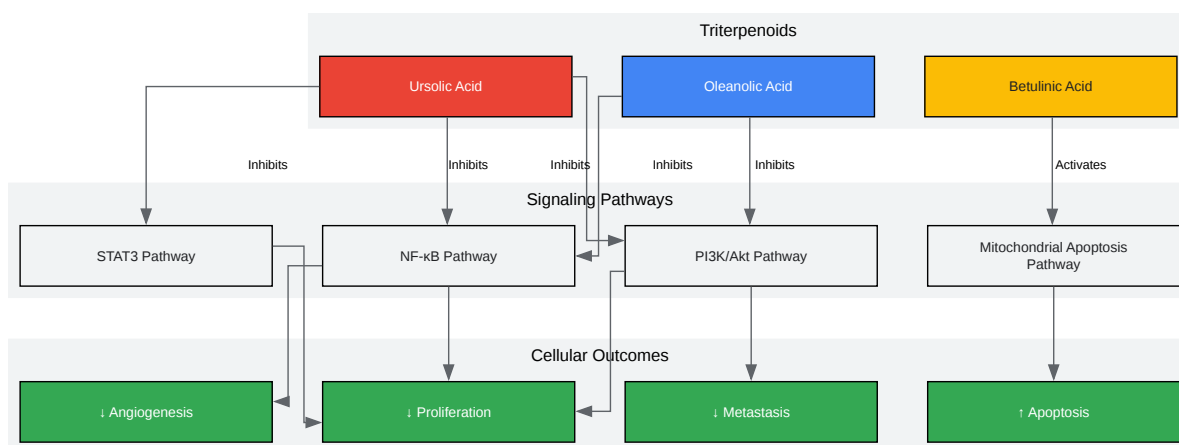 Triterpenoids
Ursolic Acid
Oleanolic Acid
Betulinic Acid
Inhibits
Inhibits
Inhibits
Inhibits
Inhibits
Activates
Signaling Pathways
STAT3 Pathway
NF-κB Pathway
PI3K/Akt Pathway
Mitochondrial Apoptosis
Pathway
Cellular Outcomes
↓ Angiogenesis
↓ Proliferation
↓ Metastasis
↑ Apoptosis